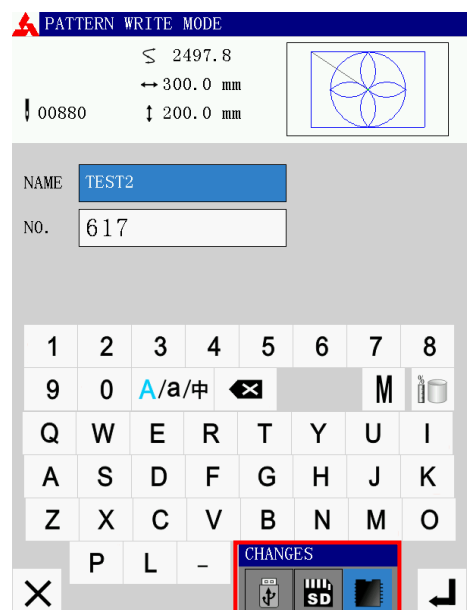 PATTERN WRITE MODE
2497.8
300.0 mm
00880
200.0 mm
NAME TEST2
NO. 617
1 2 3 4 5 6 7 8
9 0 A/a/中 M
Q W E R T Y U I
A S D F G H J K
Z X C V B N M O
P L _
CHANGES
SD